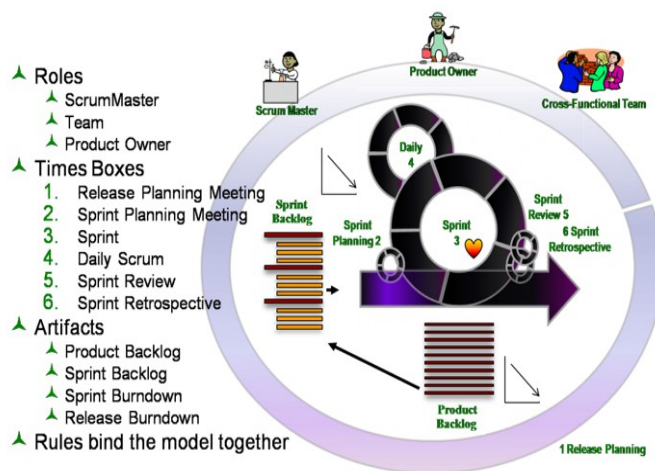 Roles
ScrumMaster
Team
Product Owner
Times Boxes
1. Release Planning Meeting
2. Sprint Planning Meeting
3. Sprint
4. Daily Scrum
5. Sprint Review
6. Sprint Retrospective
Artifacts
Product Backlog
Sprint Backlog
Sprint Burndown
Release Burndown
Rules bind the model together
Scrum Master
Product Owner
Cross-Functional Team
Daily
4
Sprint
Backlog
Sprint
Planning 2
Sprint
3
Sprint
Review 5
6 Sprint
Retrospective
Product
Backlog
1 Release Planning